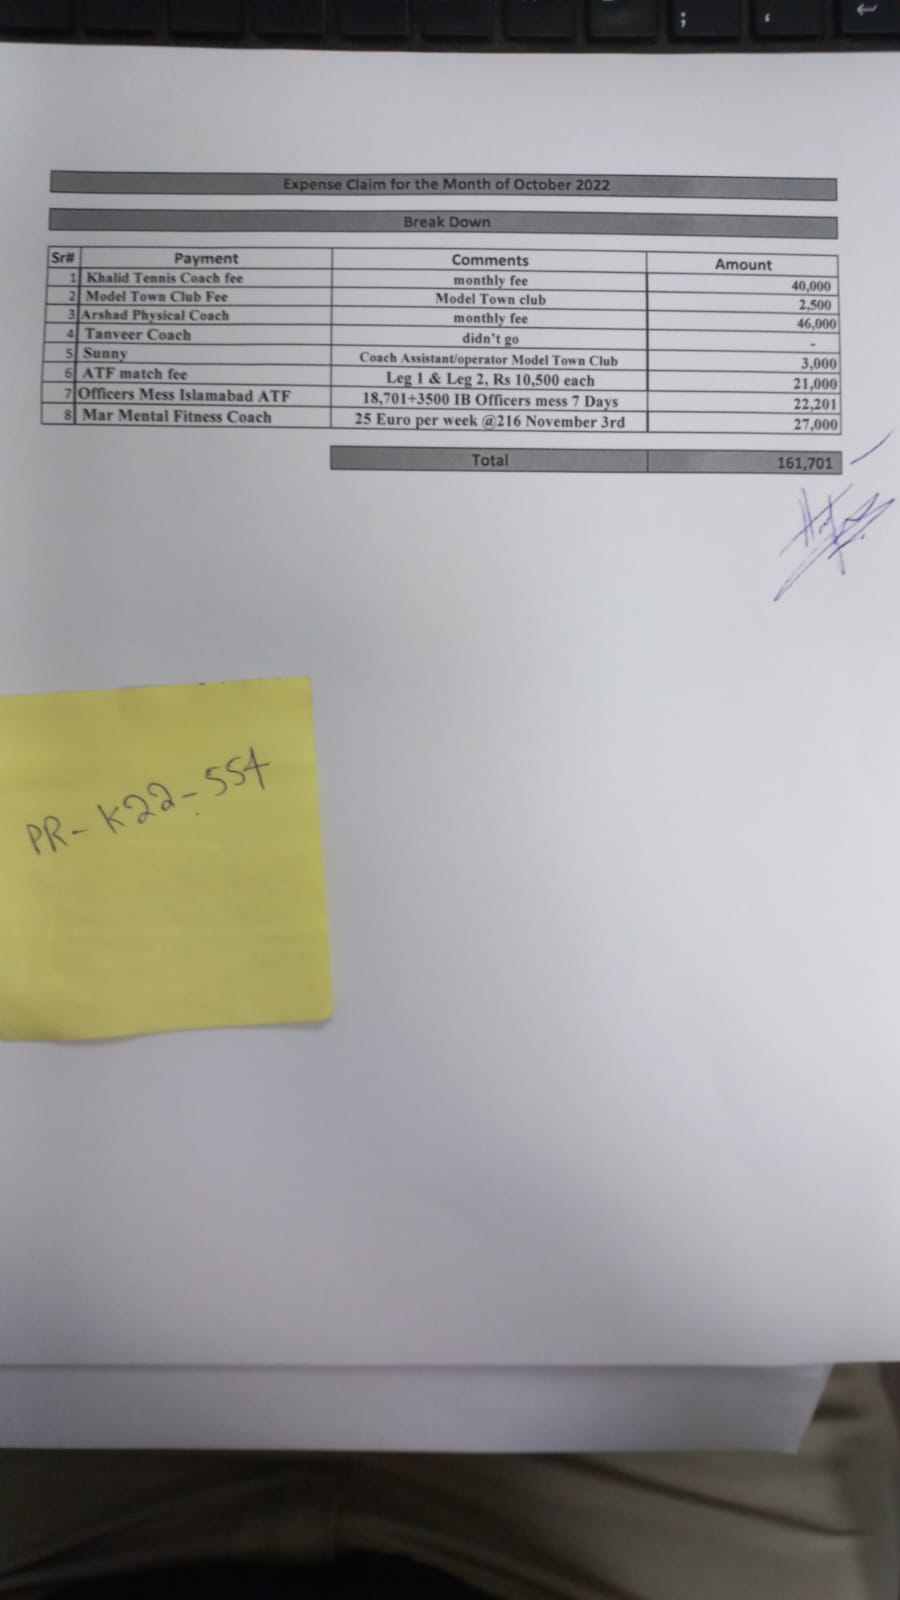 ; ‘ ↵
Expense Claim for the Month of October 2022
Break Down
Sr# Payment Comments Amount
1 Khalid Tennis Coach fee monthly fee 40,000
2 Model Town Club Fee Model Town club 2,500
3 Arshad Physical Coach monthly fee 46,000
4 Tanveer Coach didn't go -
5 Sunny Coach Assistant/operator Model Town Club 3,000
6 ATF match fee Leg 1 & Leg 2, Rs 10,500 each 21,000
7 Officers Mess Islamabad ATF 18,701+3500 IB Officers mess 7 Days 22,201
8 Mar Mental Fitness Coach 25 Euro per week @216 November 3rd 27,000
Total 161,701
PR- K22-554